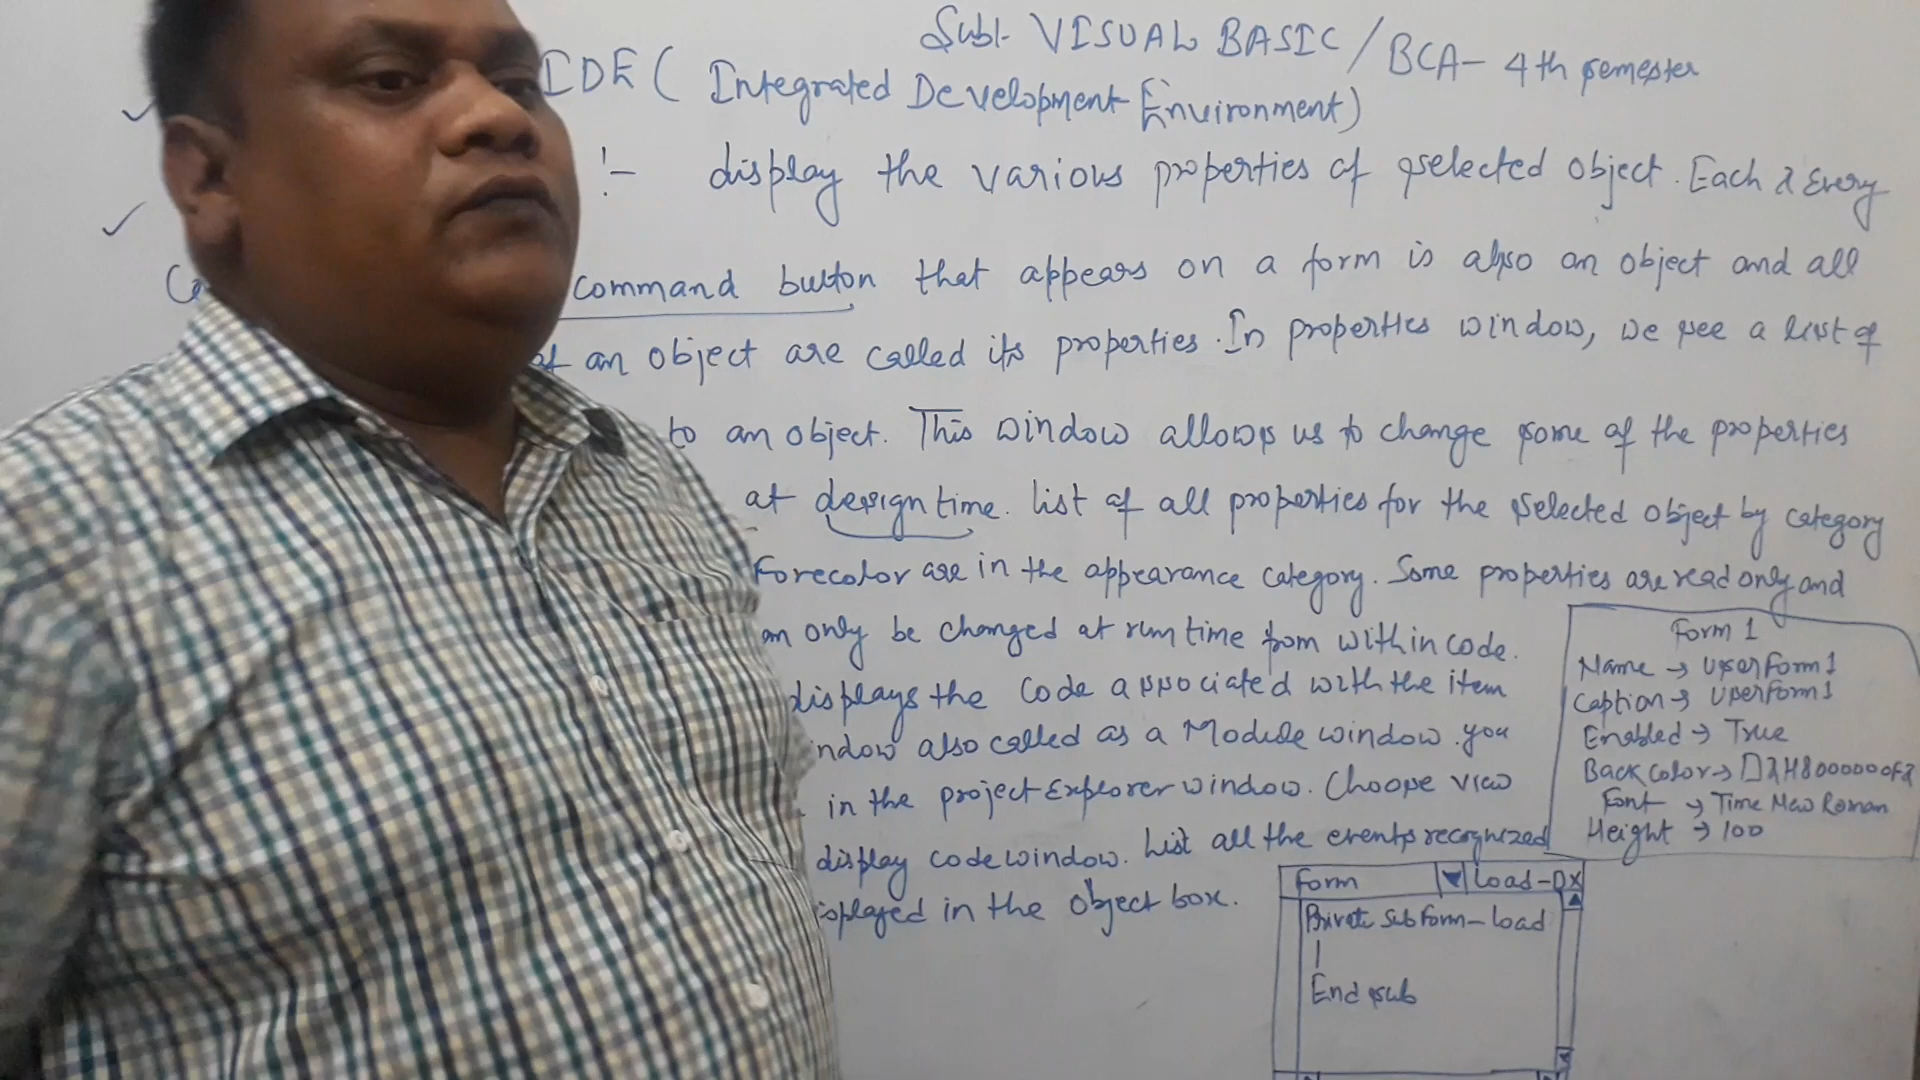 Sub:- VISUAL BASIC / BCA- 4th semester
IDE ( Integrated Development Environment)
:- display the various properties of selected object. Each & Every
command button that appears on a form is also an object and all
of an object are called its properties. In properties window, we see a list of
to an object. This window allows us to change some of the properties
at design time. list of all properties for the selected object by category
Forecolor are in the appearance category. Some properties are read only and
only be changed at run time from within code.
displays the code associated with the item
also called as a Module window. you
in the project Explorer window. Choose view
display code window. List all the events recognized
in the object box.
Form 1
Name → UserForm1
Caption → UserForm1
Enabled → True
Back color →
Font → Time New Roman
Height → 100
Form Load
Private Sub Form_load
End sub